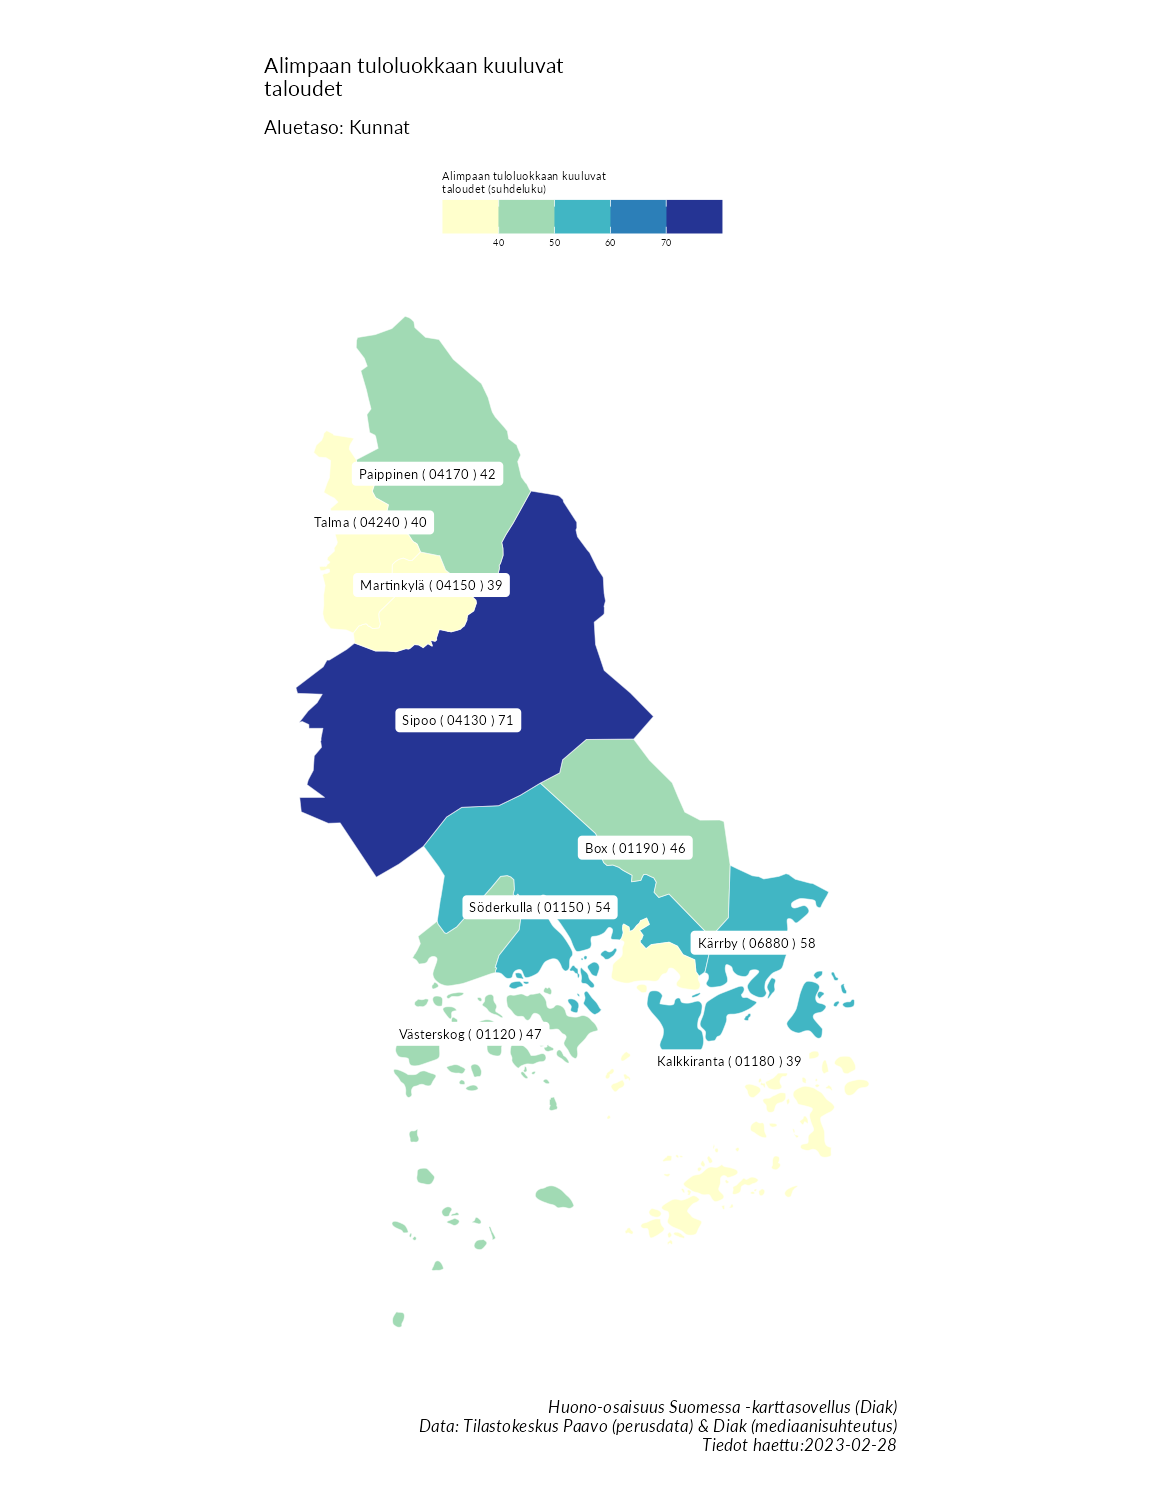 Alimpaan tuloluokkaan kuuluvat
taloudet
Aluetaso: Kunnat
Alimpaan tuloluokkaan kuuluvat
taloudet (suhdeluku)
40 50 60 70
Paippinen ( 04170 ) 42
Talma ( 04240 ) 40
Martinkylä ( 04150 ) 39
Sipoo ( 04130 ) 71
Box ( 01190 ) 46
Söderkulla ( 01150 ) 54
Kärrby ( 06880 ) 58
Västerskog ( 01120 ) 47
Kalkkiranta ( 01180 ) 39
Huono-osaisuus Suomessa -karttasovellus (Diak)
Data: Tilastokeskus Paavo (perusdata) & Diak (mediaanisuhteutus)
Tiedot haettu:2023-02-28